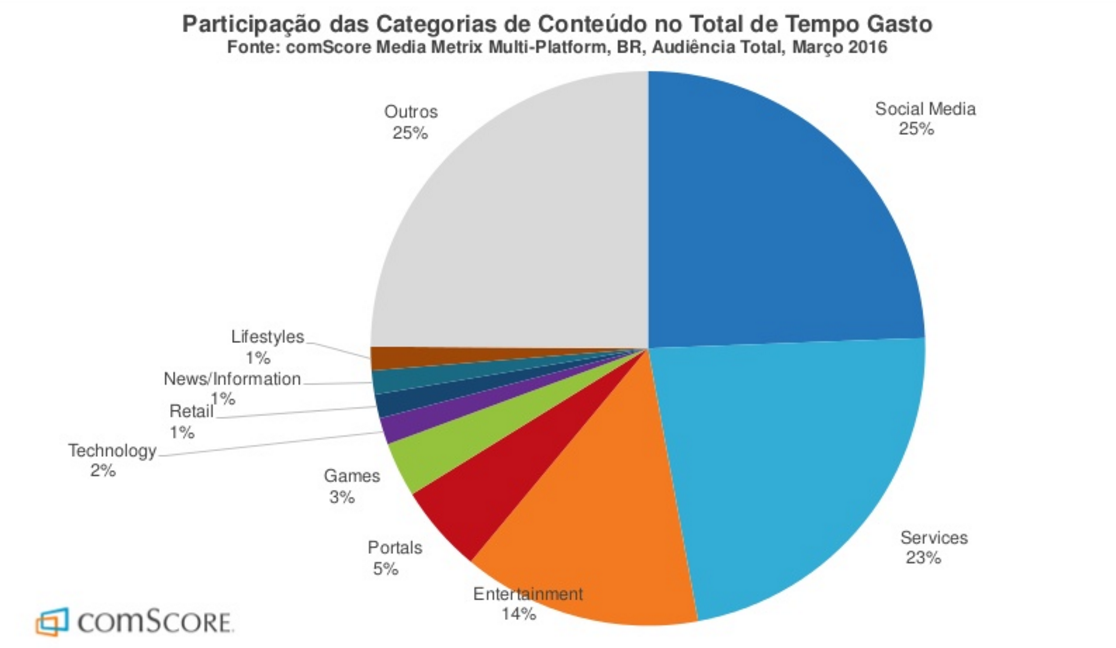 Participação das Categorias de Conteúdo no Total de Tempo Gasto
Fonte: comScore Media Metrix Multi-Platform, BR, Audiência Total, Março 2016
Outros
25%
Social Media
25%
Lifestyles
1%
News/Information
1%
Retail
1%
Technology
2%
Games
3%
Portals
5%
Entertainment
14%
Services
23%
comScore